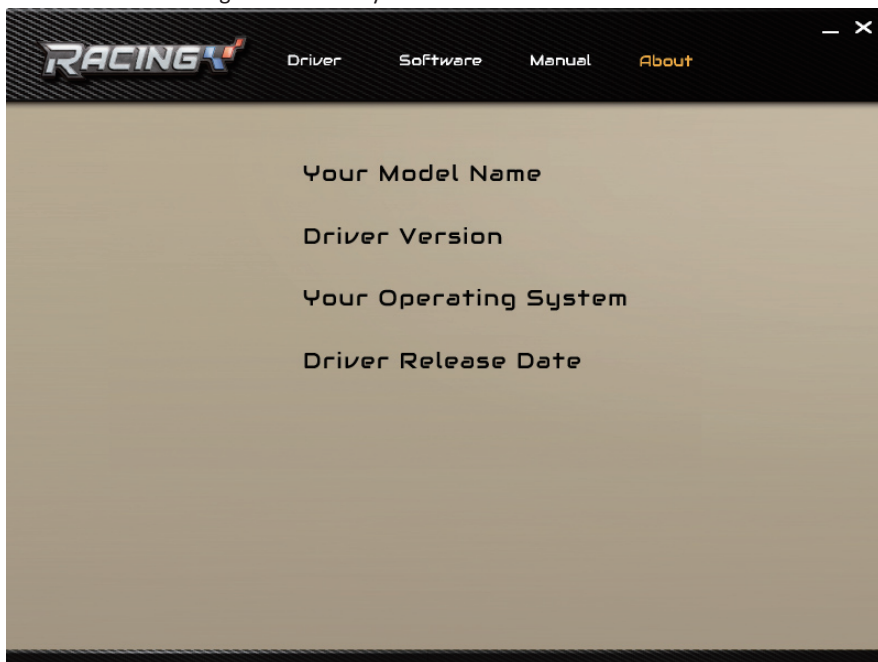 RACING
Driver Software Manual About
Your Model Name
Driver Version
Your Operating System
Driver Release Date